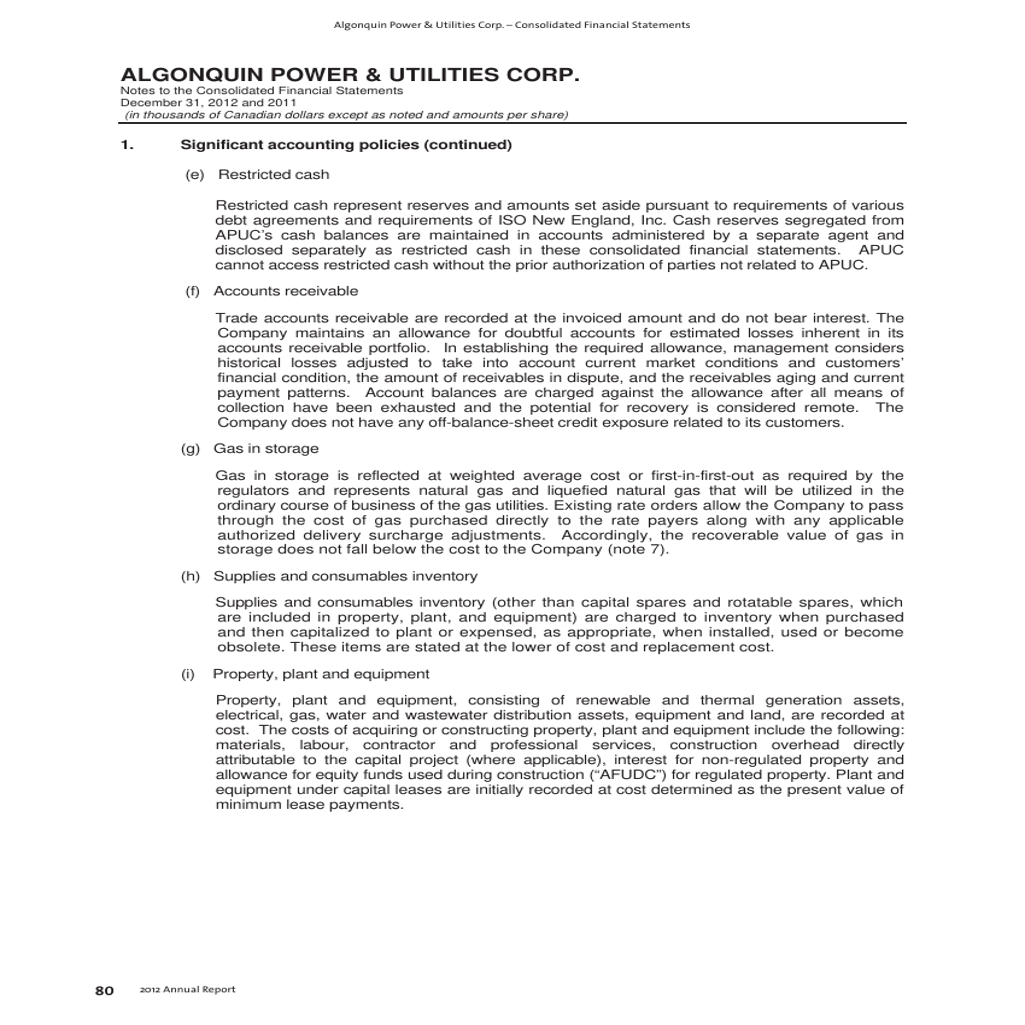 Algonquin Power & Utilities Corp. – Consolidated Financial Statements
ALGONQUIN POWER & UTILITIES CORP.
Notes to the Consolidated Financial Statements
December 31, 2012 and 2011
(in thousands of Canadian dollars except as noted and amounts per share)
1. Significant accounting policies (continued)
(e) Restricted cash
Restricted cash represent reserves and amounts set aside pursuant to requirements of various
debt agreements and requirements of ISO New England, Inc. Cash reserves segregated from
APUC's cash balances are maintained in accounts administered by a separate agent and
disclosed separately as restricted cash in these consolidated financial statements. APUC
cannot access restricted cash without the prior authorization of parties not related to APUC.
(f) Accounts receivable
Trade accounts receivable are recorded at the invoiced amount and do not bear interest. The
Company maintains an allowance for doubtful accounts for estimated losses inherent in its
accounts receivable portfolio. In establishing the required allowance, management considers
historical losses adjusted to take into account current market conditions and customers'
financial condition, the amount of receivables in dispute, and the receivables aging and current
payment patterns. Account balances are charged against the allowance after all means of
collection have been exhausted and the potential for recovery is considered remote. The
Company does not have any off-balance-sheet credit exposure related to its customers.
(g) Gas in storage
Gas in storage is reflected at weighted average cost or first-in-first-out as required by the
regulators and represents natural gas and liquefied natural gas that will be utilized in the
ordinary course of business of the gas utilities. Existing rate orders allow the Company to pass
through the cost of gas purchased directly to the rate payers along with any applicable
authorized delivery surcharge adjustments. Accordingly, the recoverable value of gas in
storage does not fall below the cost to the Company (note 7).
(h) Supplies and consumables inventory
Supplies and consumables inventory (other than capital spares and rotatable spares, which
are included in property, plant, and equipment) are charged to inventory when purchased
and then capitalized to plant or expensed, as appropriate, when installed, used or become
obsolete. These items are stated at the lower of cost and replacement cost.
(i) Property, plant and equipment
Property, plant and equipment, consisting of renewable and thermal generation assets,
electrical, gas, water and wastewater distribution assets, equipment and land, are recorded at
cost. The costs of acquiring or constructing property, plant and equipment include the following:
materials, labour, contractor and professional services, construction overhead directly
attributable to the capital project (where applicable), interest for non-regulated property and
allowance for equity funds used during construction (“AFUDC”) for regulated property. Plant and
equipment under capital leases are initially recorded at cost determined as the present value of
minimum lease payments.
80 2012 Annual Report